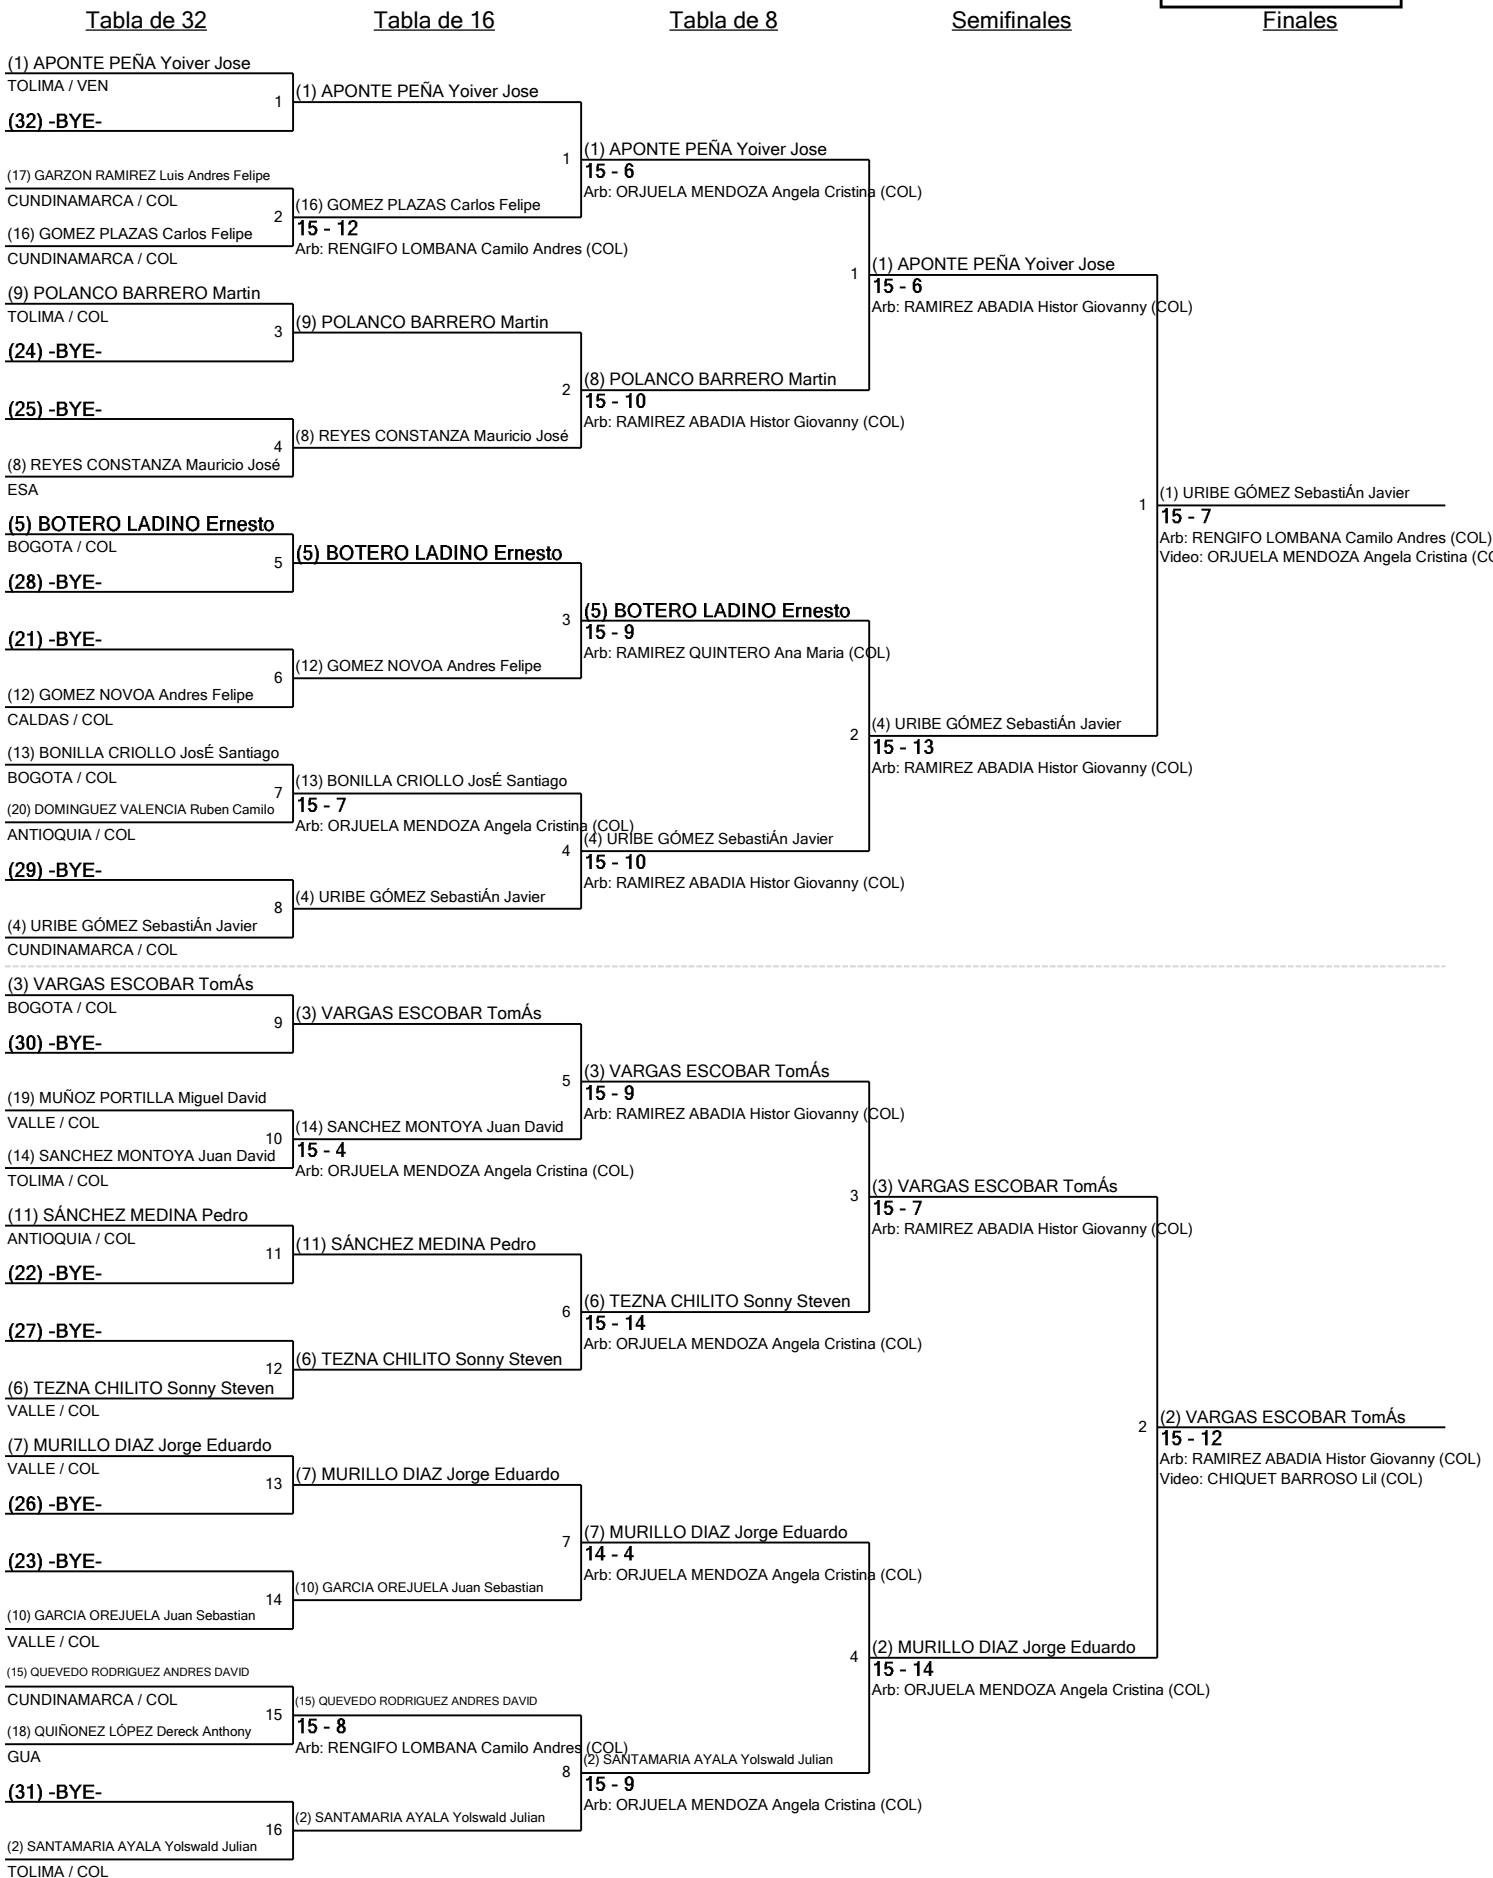 Tabla de 32
Tabla de 16
Tabla de 8
Semifinales
Finales
(1) APONTE PEÑA Yoiver Jose
TOLIMA / VEN
1
(32) -BYE-
(17) GARZON RAMIREZ Luis Andres Felipe
CUNDINAMARCA / COL
2
(16) GOMEZ PLAZAS Carlos Felipe
CUNDINAMARCA / COL
(9) POLANCO BARRERO Martin
TOLIMA / COL
3
(24) -BYE-
(25) -BYE-
4
(8) REYES CONSTANZA Mauricio José
ESA
(5) BOTERO LADINO Ernesto
BOGOTA / COL
5
(28) -BYE-
(21) -BYE-
6
(12) GOMEZ NOVOA Andres Felipe
CALDAS / COL
(13) BONILLA CRIOLLO JosÉ Santiago
BOGOTA / COL
7
(20) DOMINGUEZ VALENCIA Ruben Camilo
ANTIOQUIA / COL
(29) -BYE-
8
(4) URIBE GÓMEZ SebastiÁn Javier
CUNDINAMARCA / COL
(3) VARGAS ESCOBAR TomÁs
BOGOTA / COL
9
(30) -BYE-
(19) MUÑOZ PORTILLA Miguel David
VALLE / COL
10
(14) SANCHEZ MONTOYA Juan David
TOLIMA / COL
(11) SÁNCHEZ MEDINA Pedro
ANTIOQUIA / COL
11
(22) -BYE-
(27) -BYE-
12
(6) TEZNA CHILITO Sonny Steven
VALLE / COL
(7) MURILLO DIAZ Jorge Eduardo
VALLE / COL
13
(26) -BYE-
(23) -BYE-
14
(10) GARCIA OREJUELA Juan Sebastian
VALLE / COL
(15) QUEVEDO RODRIGUEZ ANDRES DAVID
CUNDINAMARCA / COL
15
(18) QUIÑONEZ LÓPEZ Dereck Anthony
GUA
(31) -BYE-
16
(2) SANTAMARIA AYALA Yolswald Julian
TOLIMA / COL
(1) APONTE PEÑA Yoiver Jose
1
(16) GOMEZ PLAZAS Carlos Felipe
15 - 12
Arb: RENGIFO LOMBANA Camilo Andres (COL)
(9) POLANCO BARRERO Martin
2
(8) REYES CONSTANZA Mauricio José
(5) BOTERO LADINO Ernesto
3
(12) GOMEZ NOVOA Andres Felipe
(13) BONILLA CRIOLLO JosÉ Santiago
15 - 7
Arb: ORJUELA MENDOZA Angela Cristina (COL)
4
(4) URIBE GÓMEZ SebastiÁn Javier
(3) VARGAS ESCOBAR TomÁs
5
(14) SANCHEZ MONTOYA Juan David
15 - 4
Arb: ORJUELA MENDOZA Angela Cristina (COL)
(11) SÁNCHEZ MEDINA Pedro
6
(6) TEZNA CHILITO Sonny Steven
(7) MURILLO DIAZ Jorge Eduardo
7
(10) GARCIA OREJUELA Juan Sebastian
(15) QUEVEDO RODRIGUEZ ANDRES DAVID
15 - 8
Arb: RENGIFO LOMBANA Camilo Andres (COL)
8
(2) SANTAMARIA AYALA Yolswald Julian
(1) APONTE PEÑA Yoiver Jose
15 - 6
Arb: ORJUELA MENDOZA Angela Cristina (COL)
1
(8) POLANCO BARRERO Martin
15 - 10
Arb: RAMIREZ ABADIA Histor Giovanny (COL)
(5) BOTERO LADINO Ernesto
15 - 9
Arb: RAMIREZ QUINTERO Ana Maria (COL)
2
(4) URIBE GÓMEZ SebastiÁn Javier
15 - 10
Arb: RAMIREZ ABADIA Histor Giovanny (COL)
(3) VARGAS ESCOBAR TomÁs
15 - 9
Arb: RAMIREZ ABADIA Histor Giovanny (COL)
3
(6) TEZNA CHILITO Sonny Steven
15 - 14
Arb: ORJUELA MENDOZA Angela Cristina (COL)
(7) MURILLO DIAZ Jorge Eduardo
14 - 4
Arb: ORJUELA MENDOZA Angela Cristina (COL)
4
(2) SANTAMARIA AYALA Yolswald Julian
15 - 9
Arb: ORJUELA MENDOZA Angela Cristina (COL)
(1) APONTE PEÑA Yoiver Jose
15 - 6
Arb: RAMIREZ ABADIA Histor Giovanny (COL)
1
(4) URIBE GÓMEZ SebastiÁn Javier
15 - 13
Arb: RAMIREZ ABADIA Histor Giovanny (COL)
(3) VARGAS ESCOBAR TomÁs
15 - 7
Arb: RAMIREZ ABADIA Histor Giovanny (COL)
2
(2) MURILLO DIAZ Jorge Eduardo
15 - 14
Arb: ORJUELA MENDOZA Angela Cristina (COL)
(1) URIBE GÓMEZ SebastiÁn Javier
15 - 7
Arb: RENGIFO LOMBANA Camilo Andres (COL)
Video: ORJUELA MENDOZA Angela Cristina
(2) VARGAS ESCOBAR TomÁs
15 - 12
Arb: RAMIREZ ABADIA Histor Giovanny (COL)
Video: CHIQUET BARROSO Lil (COL)